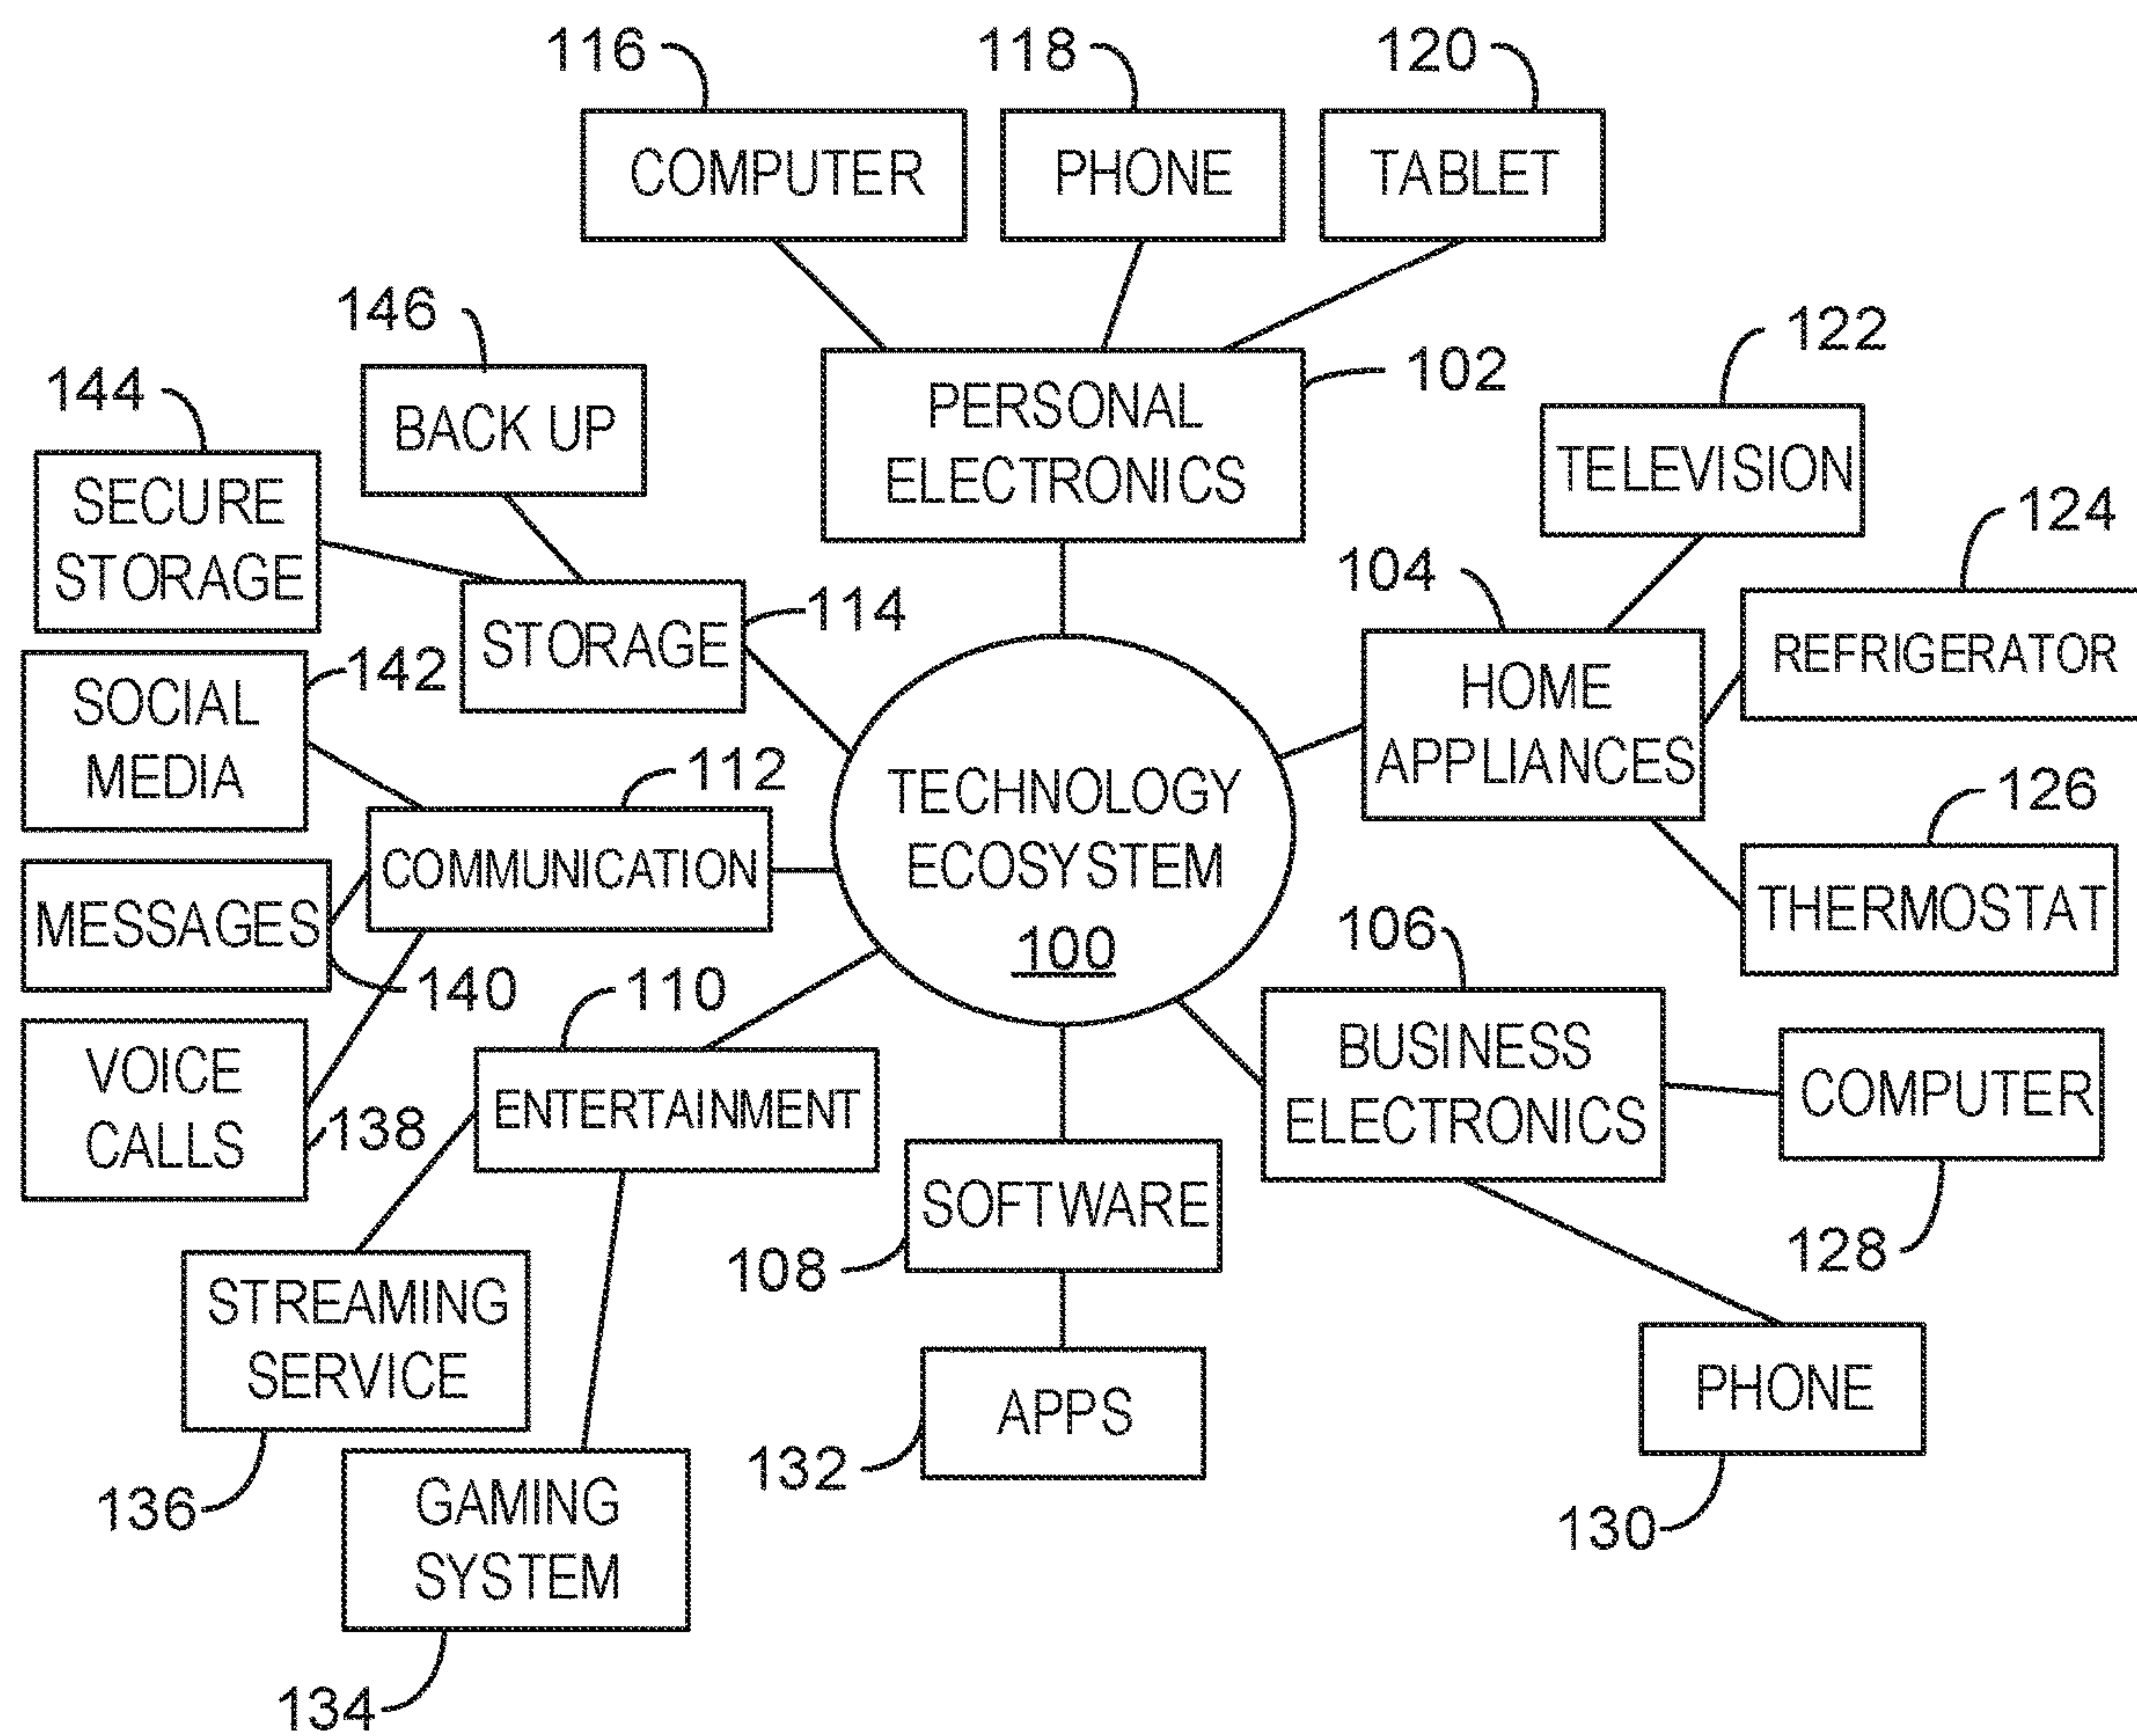 116
118
120
COMPUTER
PHONE
TABLET
146
BACK UP
144
SECURE
STORAGE
102
PERSONAL
ELECTRONICS
122
TELEVISION
124
REFRIGERATOR
104
HOME
APPLIANCES
126
THERMOSTAT
114
STORAGE
142
SOCIAL
MEDIA
112
COMMUNICATION
TECHNOLOGY
ECOSYSTEM
100
MESSAGES
140
VOICE
CALLS
138
110
ENTERTAINMENT
106
BUSINESS
ELECTRONICS
COMPUTER
128
SOFTWARE
108
STREAMING
SERVICE
136
APPS
132
PHONE
130
GAMING
SYSTEM
134